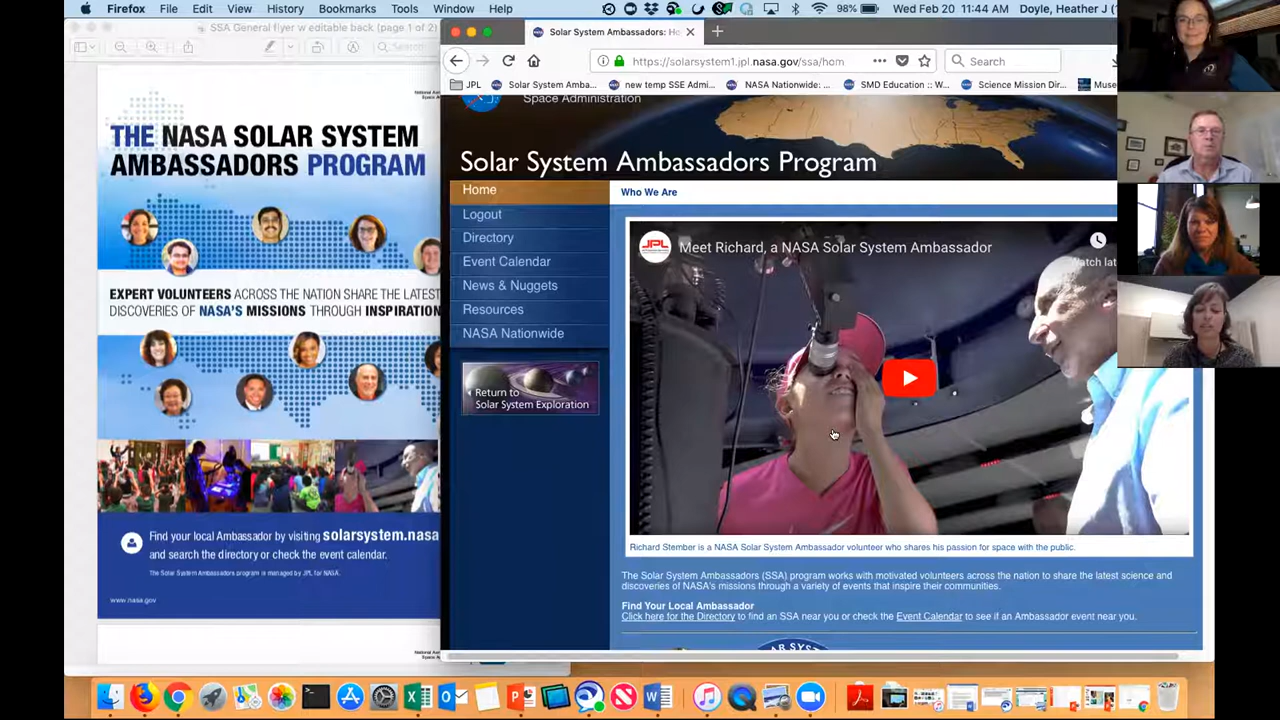 Firefox File Edit View History Bookmarks Tools Window Help
98% Wed Feb 20 11:44 AM Doyle, Heather J (
SSA General flyer w editable back (page 1 of 2)
Search
THE NASA SOLAR SYSTEM
AMBASSADORS PROGRAM
EXPERT VOLUNTEERS ACROSS THE NATION SHARE THE LATEST
DISCOVERIES OF NASA'S MISSIONS THROUGH INSPIRATION
Find your local Ambassador by visiting solarsystem.nasa
and search the directory or check the event calendar.
The Solar System Ambassadors program is managed by JPL for NASA.
www.nasa.gov
Solar System Ambassadors: Ho
https://solarsystem1.jpl.nasa.gov/ssa/hom
Search
JPL Solar System Amba... new temp SSE Admi... NASA Nationwide: ... SMD Education :: W... Science Mission Dir... Muse
Space Administration
Solar System Ambassadors Program
Home
Logout
Directory
Event Calendar
News & Nuggets
Resources
NASA Nationwide
Return to
Solar System Exploration
Who We Are
JPL
Meet Richard, a NASA Solar System Ambassador
Watch lat
Richard Stember is a NASA Solar System Ambassador volunteer who shares his passion for space with the public.
The Solar System Ambassadors (SSA) program works with motivated volunteers across the nation to share the latest science and
discoveries of NASA's missions through a variety of events that inspire their communities.
Find Your Local Ambassador
Click here for the Directory to find an SSA near you or check the Event Calendar to see if an Ambassador event near you.
AR SYS